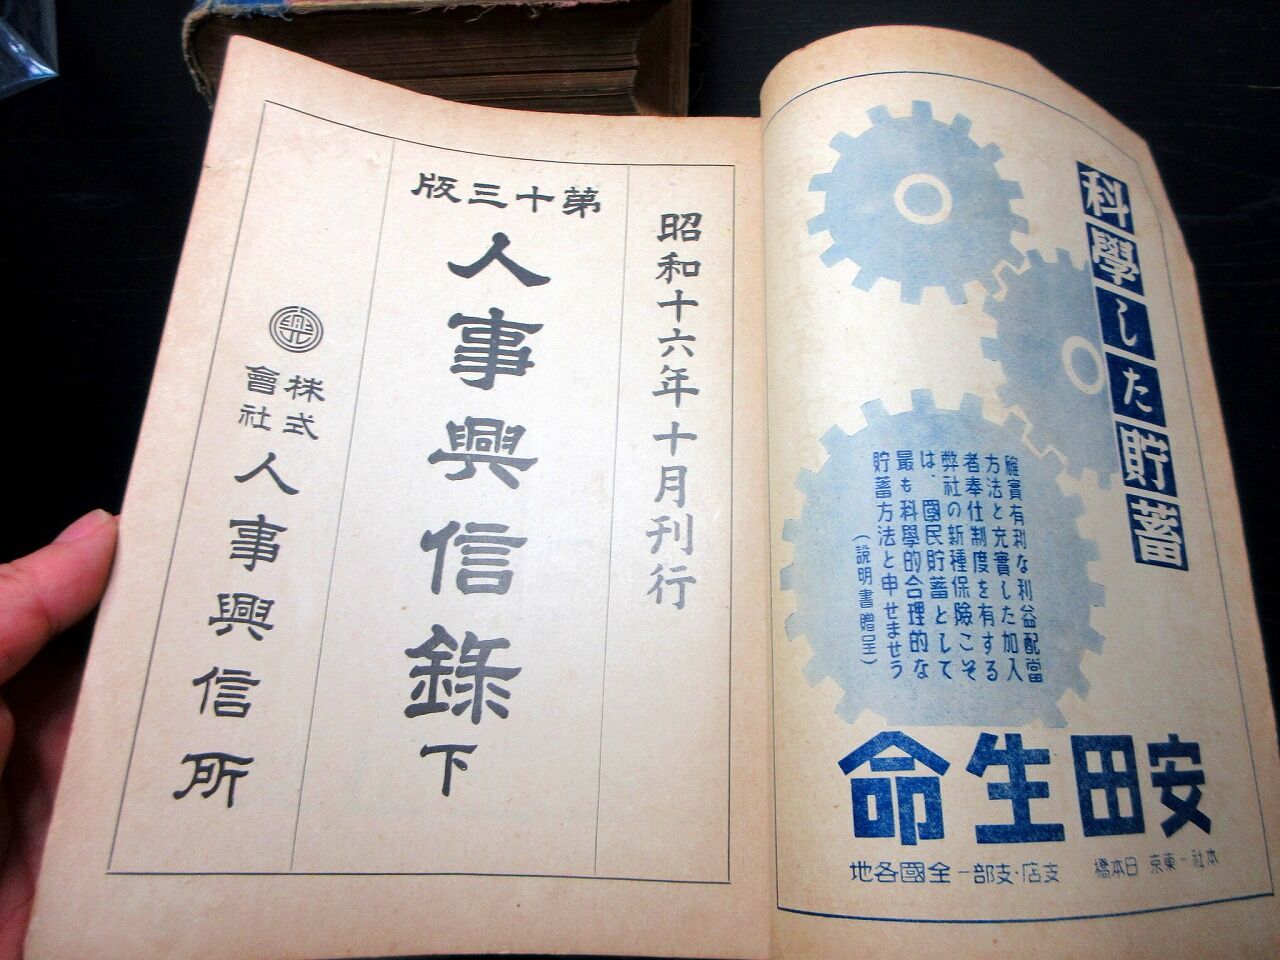 科學した貯蓄
確實有利な利益配當
方法と充實した加入
者奉仕制度を有する
弊社の新種保險こそ
は、國民貯蓄として
最も科學的合理的な
貯蓄方法と申せませう
(說明書贈呈)
安田生命
本社－東京 日本橋
支店・支部－全國各地
昭和十六年十月刊行
第十三版
人事興信錄 下
株式會社
人事興信所